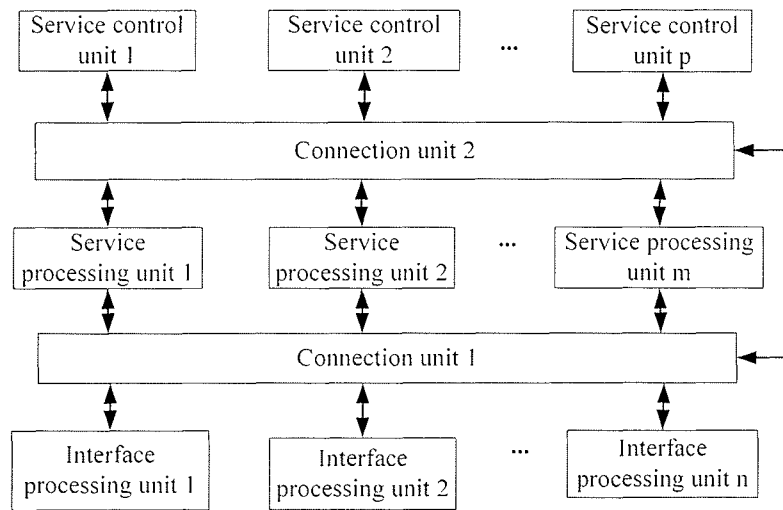 Service control
unit 1
Service control
unit 2
...
Service control
unit p
Connection unit 2
Service
processing unit 1
Service
processing unit 2
...
Service processing
unit m
Connection unit 1
Interface
processing unit 1
Interface
processing unit 2
...
Interface
processing unit n